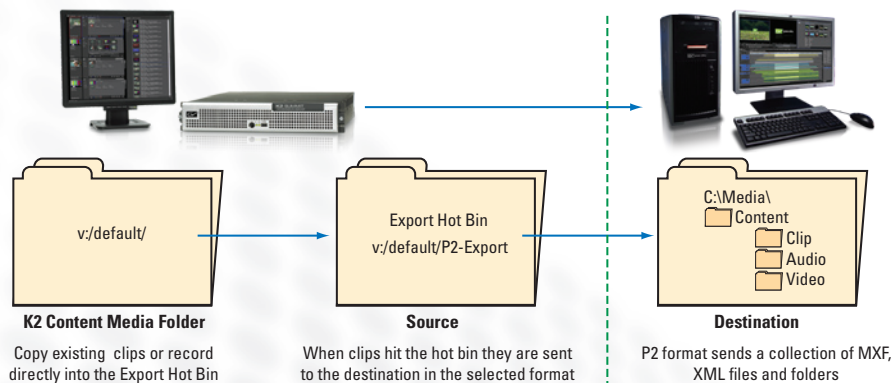 v:/default/
Export Hot Bin
v:/default/P2-Export
C:\Media\
Content
Clip
Audio
Video
K2 Content Media Folder
Copy existing clips or record
directly into the Export Hot Bin
Source
When clips hit the hot bin they are sent
to the destination in the selected format
Destination
P2 format sends a collection of MXF,
XML files and folders